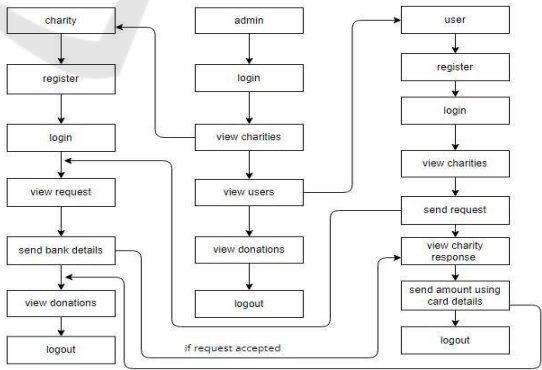 charity
register
login
view request
send bank details
view donations
logout
admin
login
view charities
view users
view donations
logout
user
register
login
view charities
send request
view charity
response
send amount using
card details
logout
if request accepted